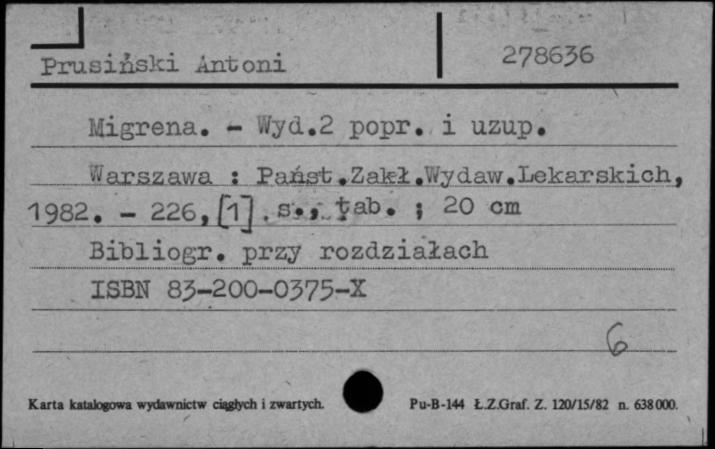 Prusiński Antoni 278636
Migrena. - Wyd.2 popr. i uzup.
Warszawa : Państ.Zakł.Wydaw.Lekarskich,
1982. - 226,[1] s., tab. ; 20 cm
Bibliogr. przy rozdziałach
ISBN 83-200-0375-X
6
Karta katalogowa wydawnictw ciągłych i zwartych. Pu-B-144 Ł.Z.Graf. Z. 120/15/82 n. 638000.